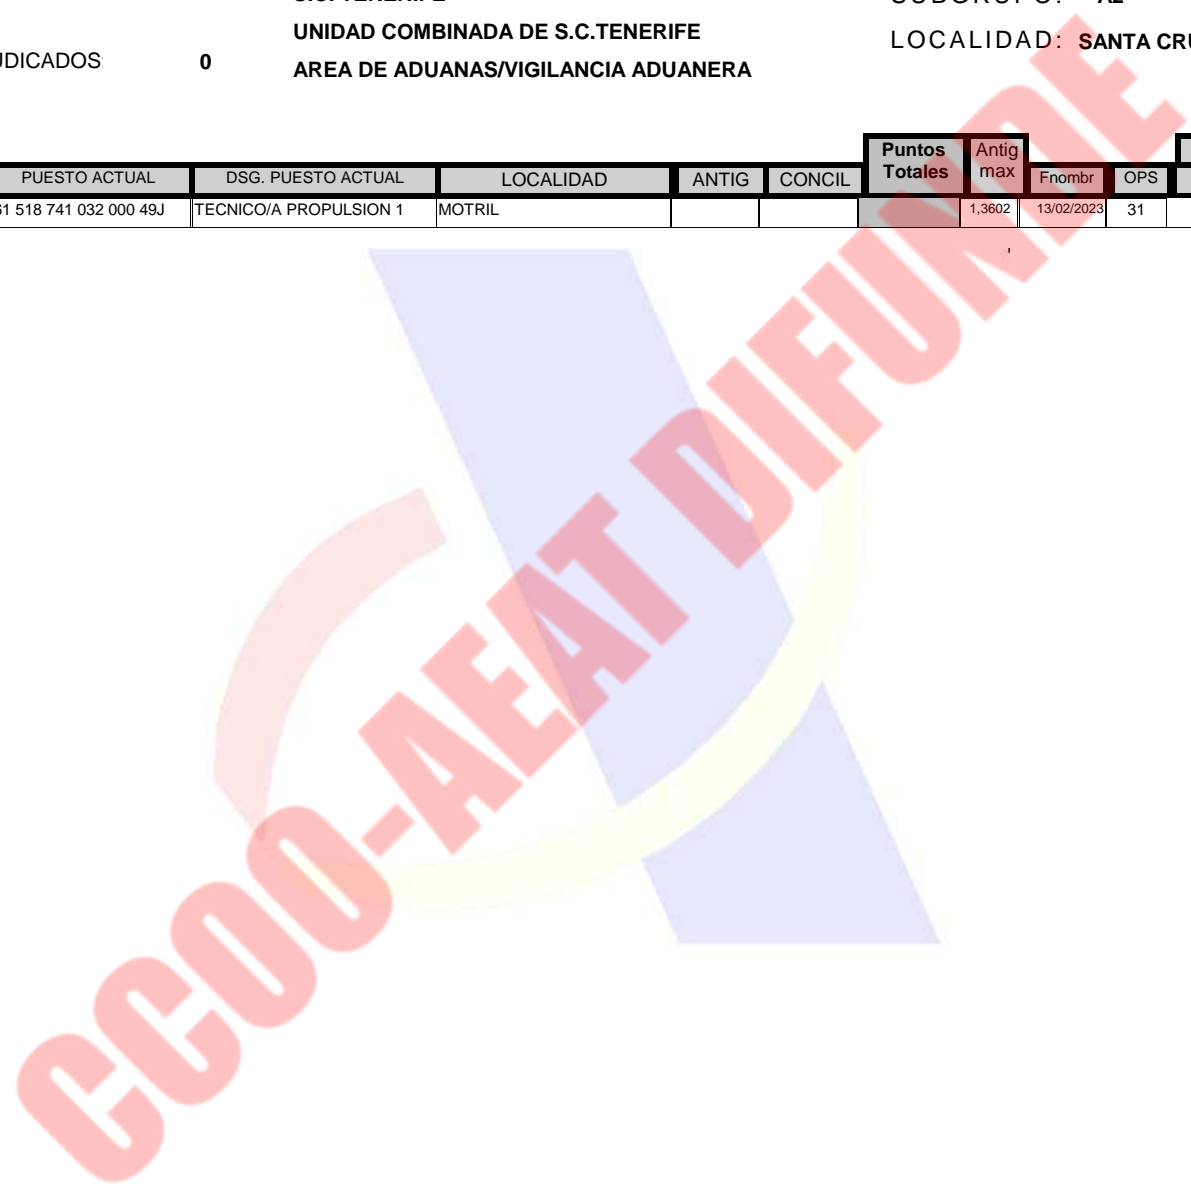 UNIDAD COMBINADA DE S.C.TENERIFE
AREA DE ADUANAS/VIGILANCIA ADUANERA
LOCALIDAD: SANTA CRU
UDICADOS: 0
PUESTO ACTUAL DSG. PUESTO ACTUAL LOCALIDAD ANTIG CONCIL Puntos Totales Antig max Fnombr OPS
61 518 741 032 000 49J TECNICO/A PROPULSION 1 MOTRIL 1,3602 13/02/2023 31
CCOO-AEAT DIFUNDE